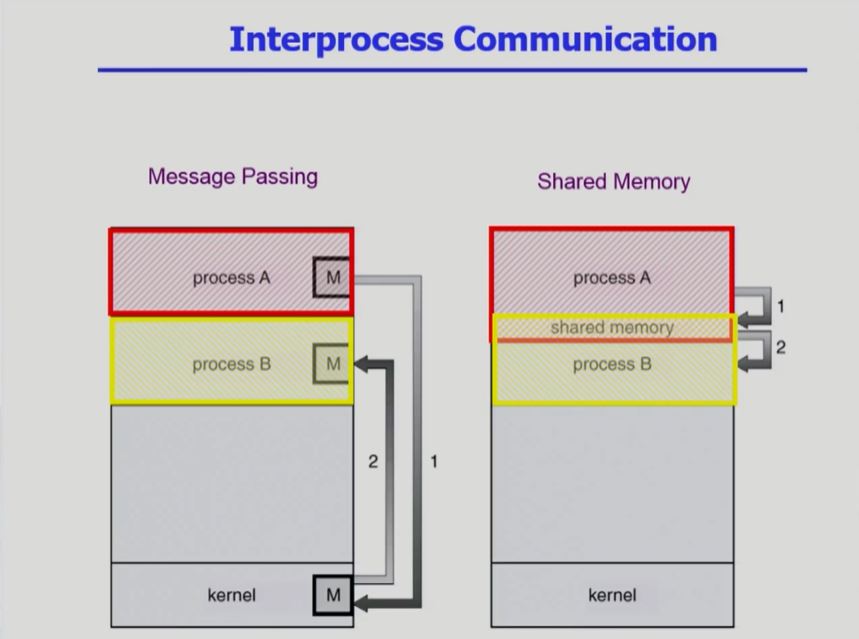 Interprocess Communication
Message Passing
process A
M
process B
M
2
1
kernel
M
Shared Memory
process A
1
shared memory
2
process B
kernel